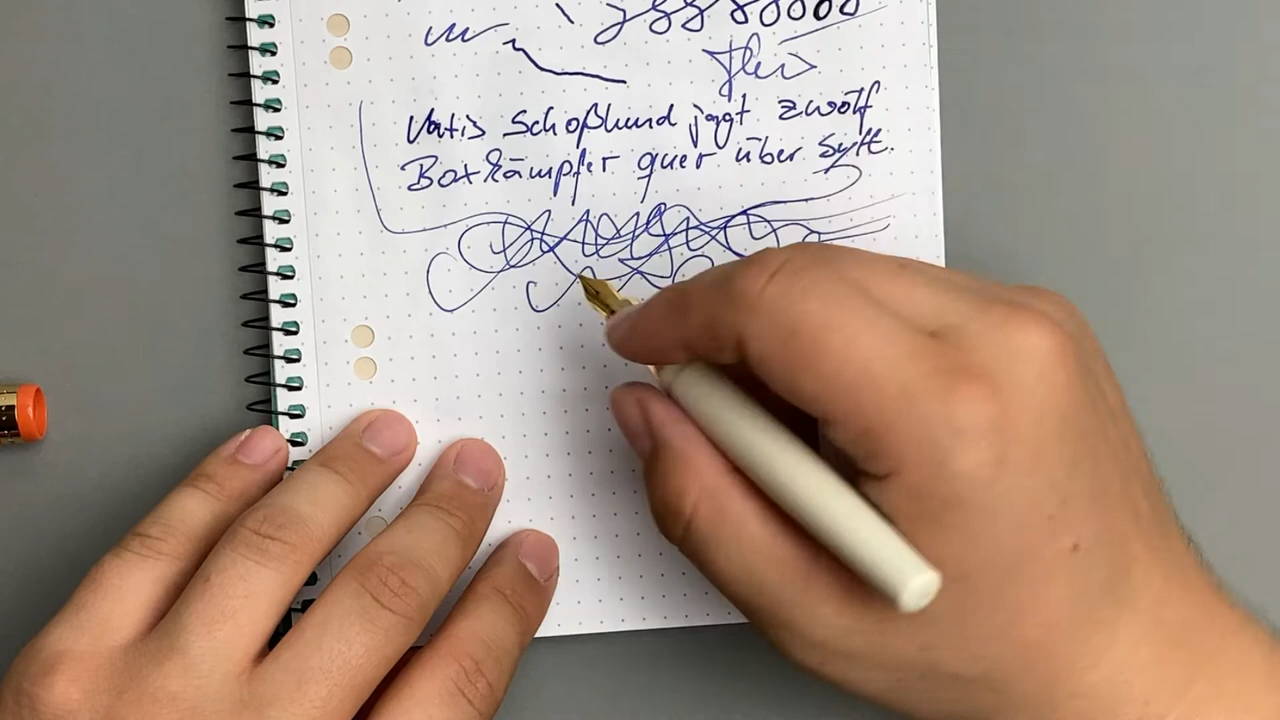 Vatis Schoßhund jagt zwölf
Boxkämpfer quer über Sylt.